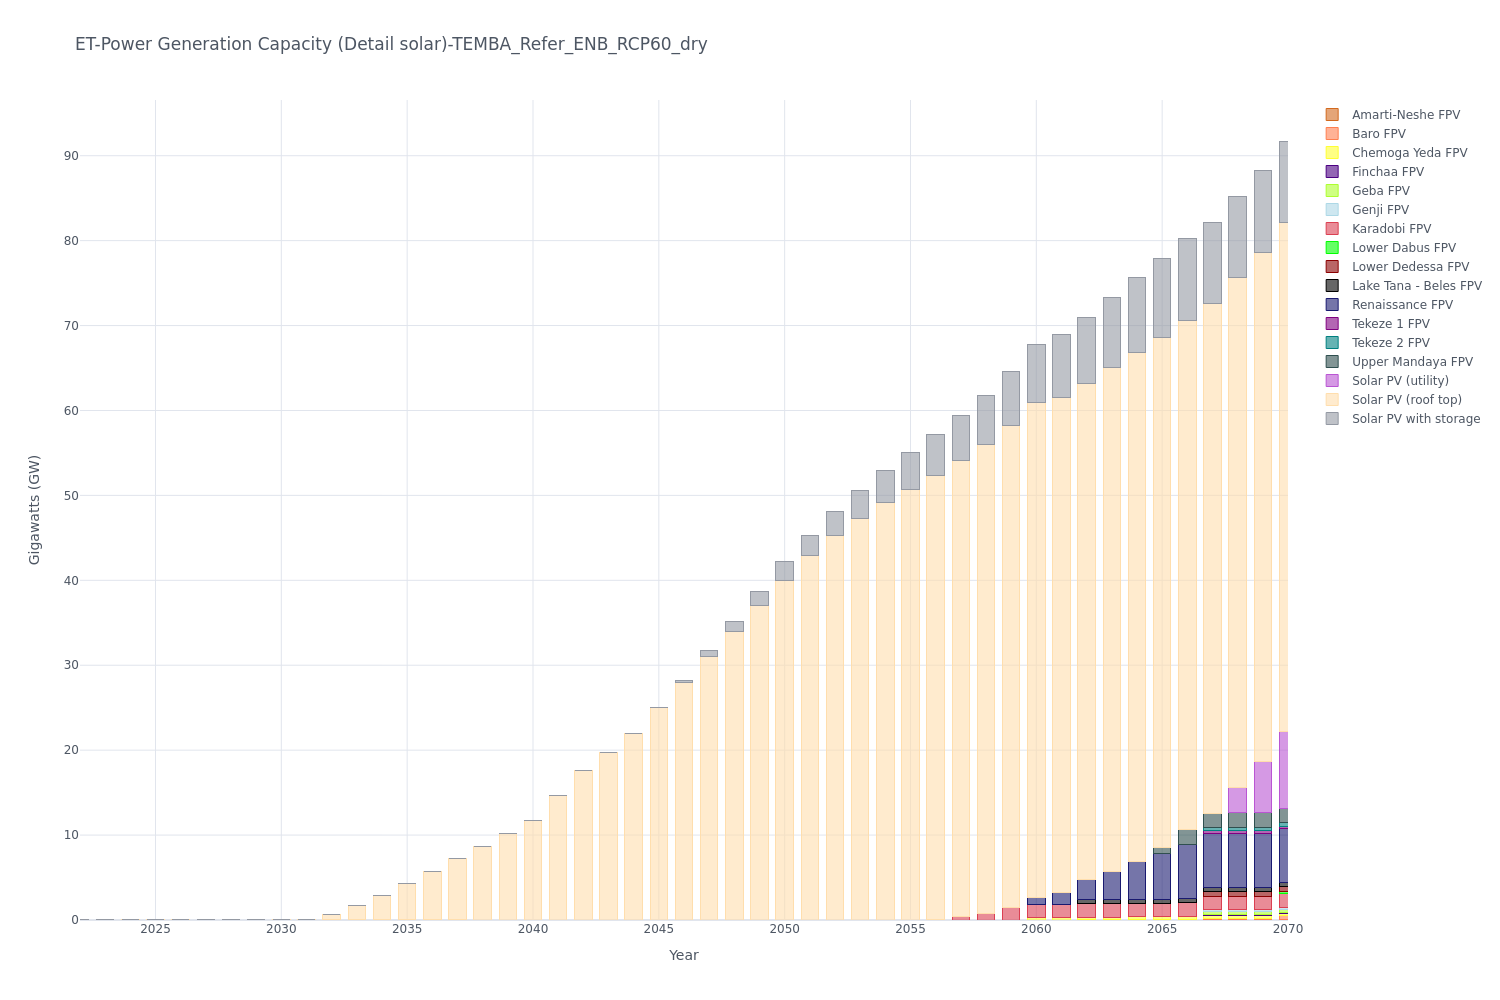 ET-Power Generation Capacity (Detail solar)-TEMBA_Refer_ENB_RCP60_dry
Gigawatts (GW)
90
80
70
60
50
40
30
20
10
0
2025 2030 2035 2040 2045 2050 2055 2060 2065 2070
Year
Amarti-Neshe FPV
Baro FPV
Chemoga Yeda FPV
Finchaa FPV
Geba FPV
Genji FPV
Karadobi FPV
Lower Dabus FPV
Lower Dedessa FPV
Lake Tana - Beles FPV
Renaissance FPV
Tekeze 1 FPV
Tekeze 2 FPV
Upper Mandaya FPV
Solar PV (utility)
Solar PV (roof top)
Solar PV with storage